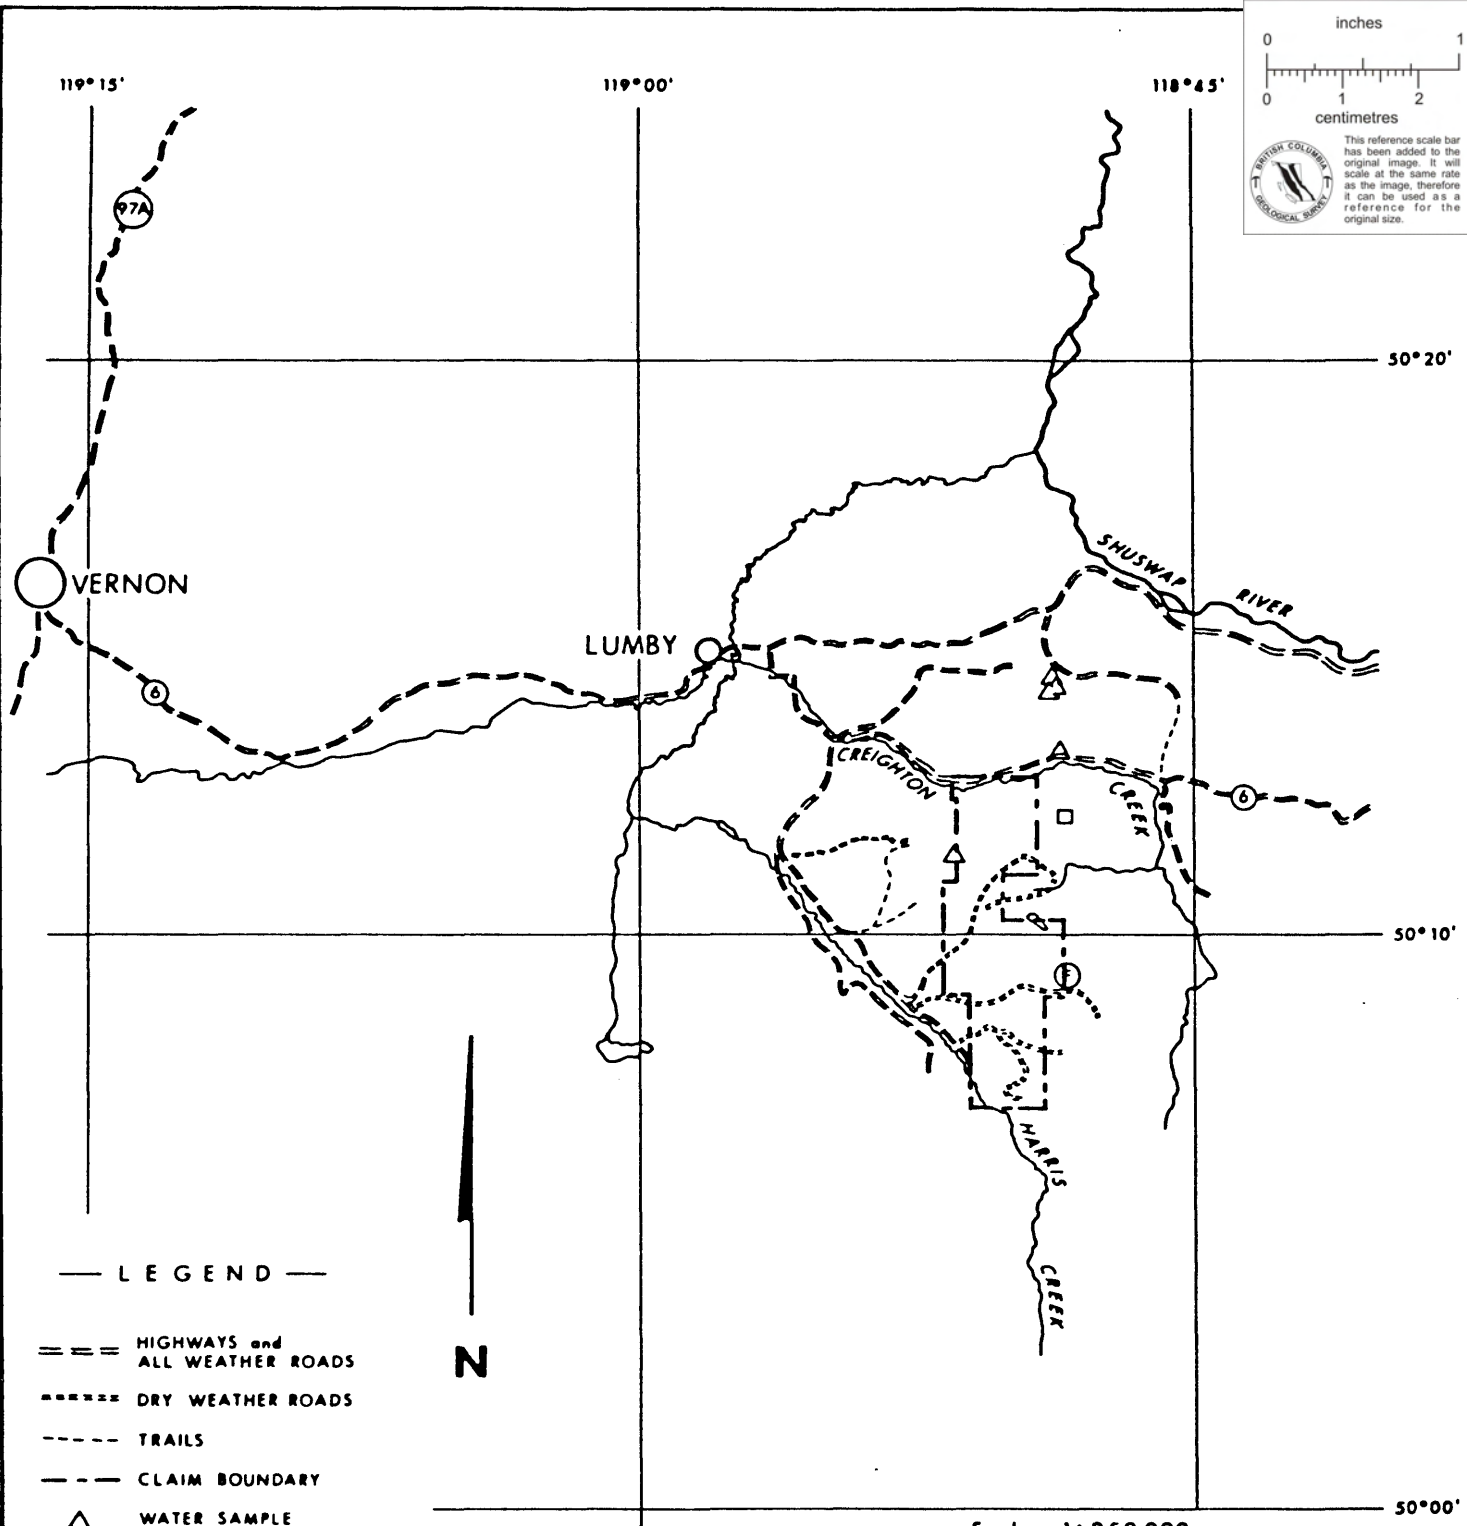 inches
0 1
0 1 2
centimetres
This reference scale bar
has been added to the
original image. It will
scale at the same rate
as the image, therefore
it can be used as a
reference for the
original size.
BRITISH COLUMBIA
GEOLOGICAL SURVEY
119°15'
119°00'
118°45'
97A
50°20'
SHUSWAP RIVER
VERNON
LUMBY
6
CREIGHTON CREEK
6
50°10'
HARRIS CREEK
— LEGEND —
HIGHWAYS and
ALL WEATHER ROADS
DRY WEATHER ROADS
TRAILS
CLAIM BOUNDARY
WATER SAMPLE
N
50°00'